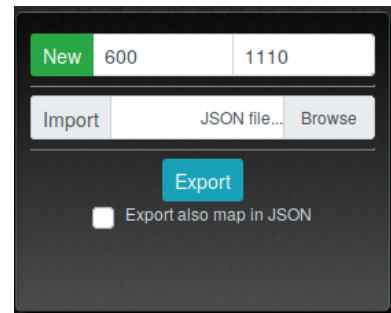 New 600 1110
Import JSON file... Browse
Export
Export also map in JSON